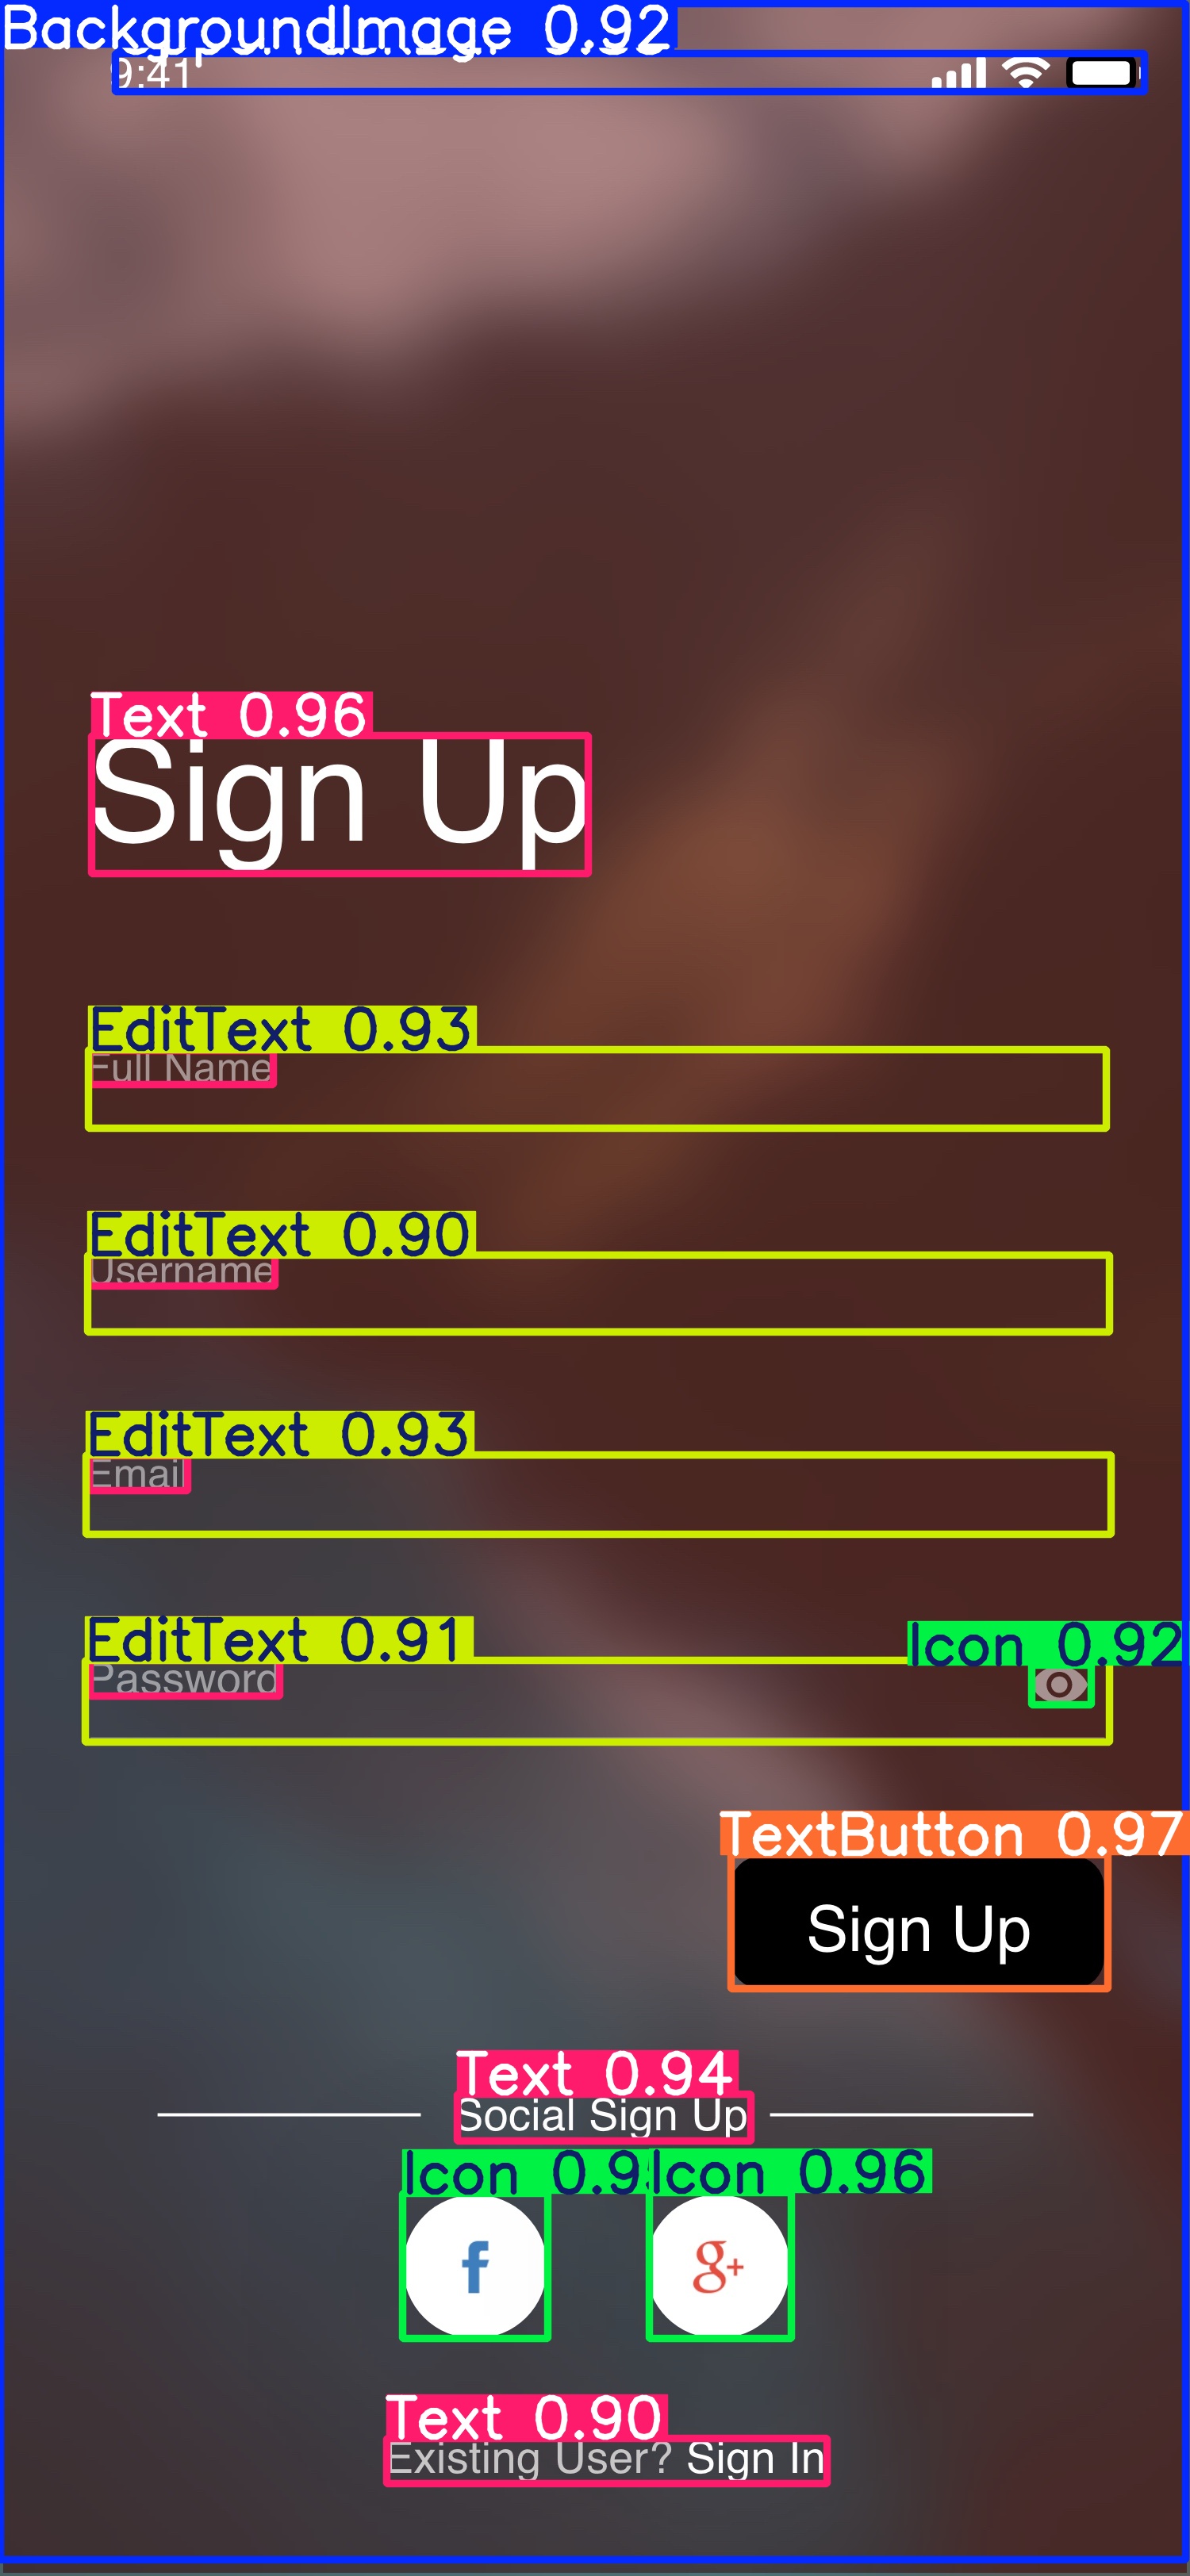 BackgroundImage 0.92
9:41
Text 0.96
Sign Up
EditText 0.93
Full Name
EditText 0.90
Username
EditText 0.93
Email
EditText 0.91
Icon 0.92
Password
TextButton 0.97
Sign Up
Text 0.94
Social Sign Up
Icon 0.9 Icon 0.96
f g+
Text 0.90
Existing User? Sign In